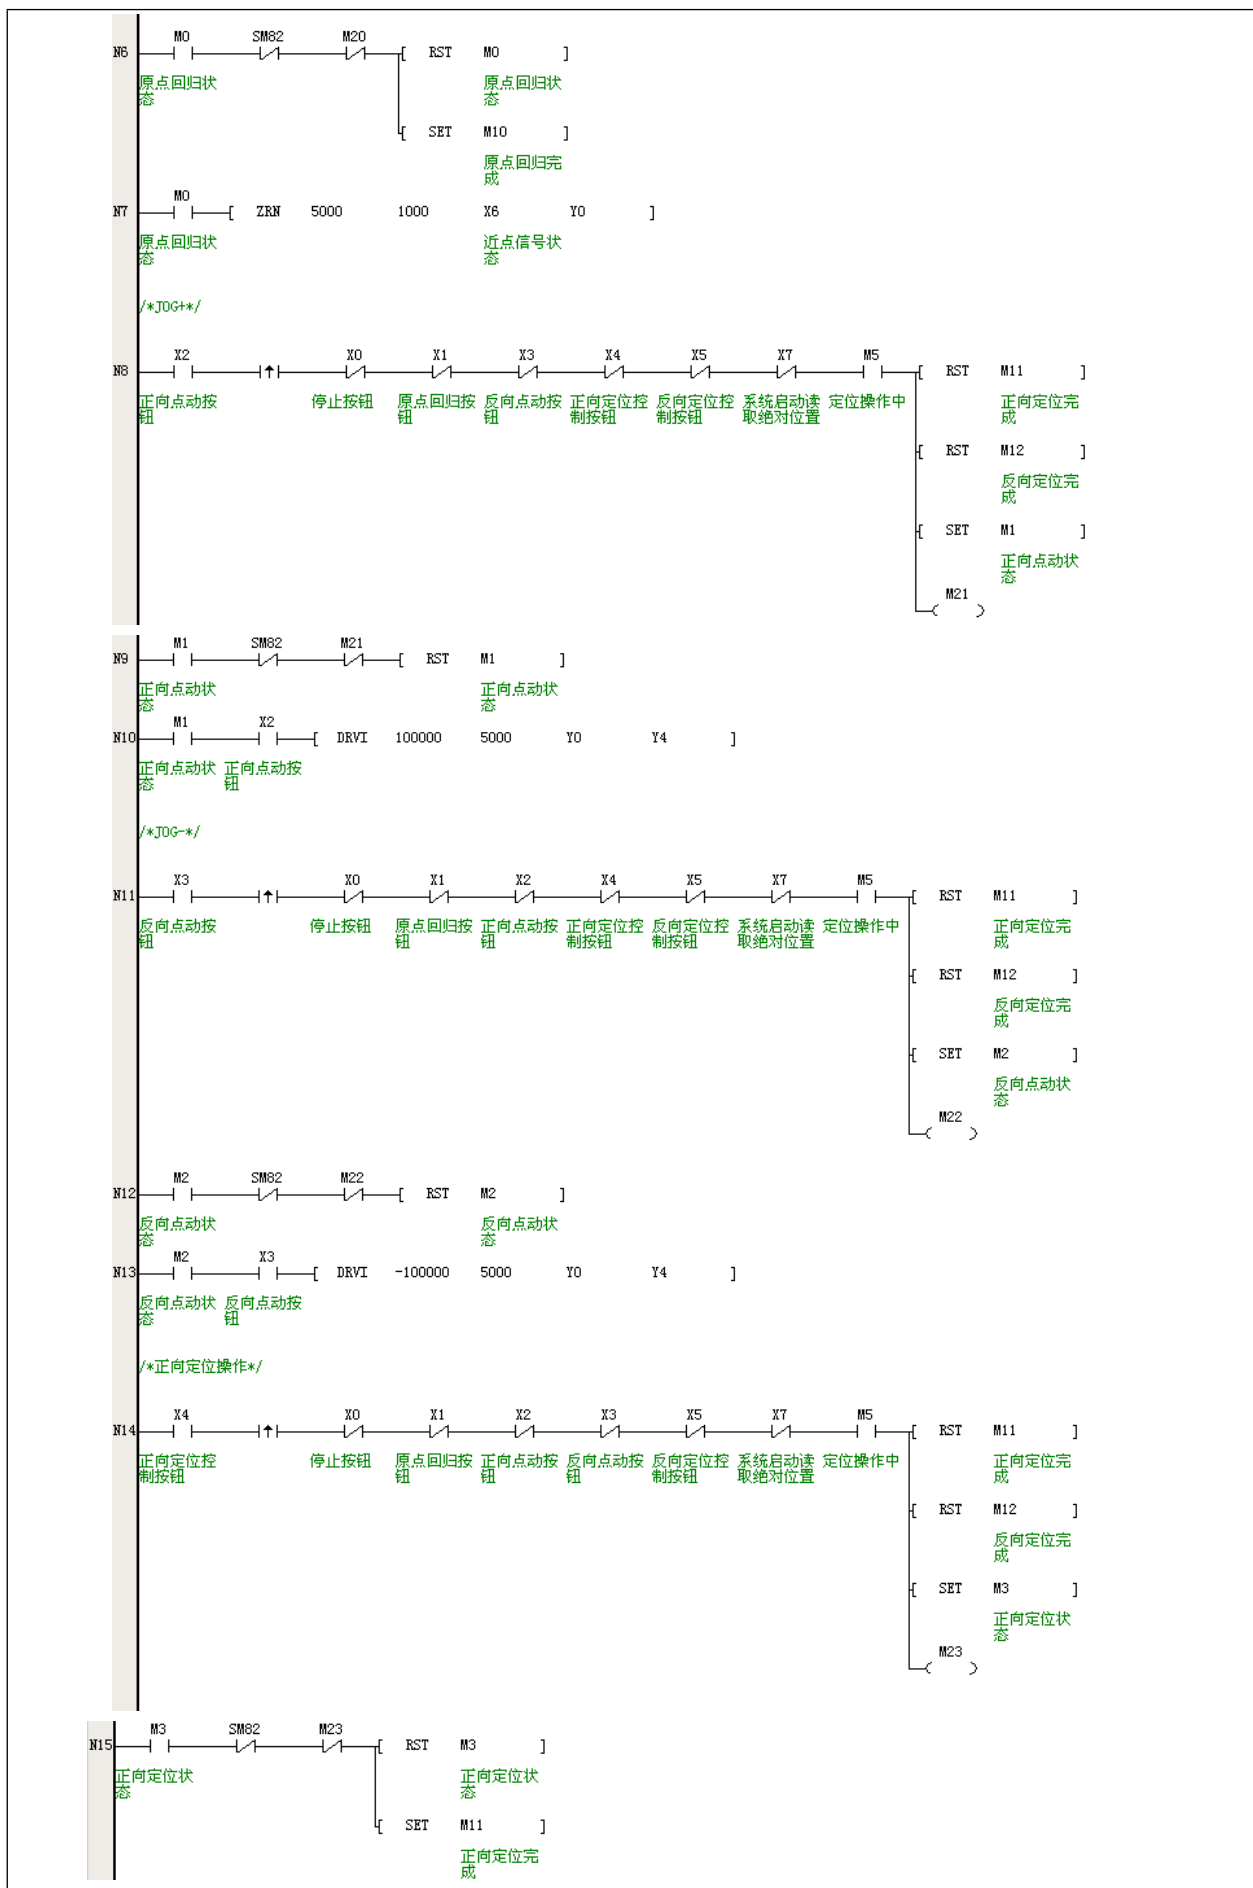 M0 SM82 M20
N6 [ RST M0 ]
原点回归状 原点回归状
态 态
[ SET M10 ]
原点回归完
成
M0
N7 [ ZRN 5000 1000 X6 Y0 ]
原点回归状 近点信号状
态 态
/*JOG+*/
X2 X0 X1 X3 X4 X5 X7 M5
N8 [ RST M11 ]
正向点动按 停止按钮 原点回归按 反向点动按 正向定位控 反向定位控 系统启动读 定位操作中 正向定位完
钮 钮 钮 制按钮 制按钮 取绝对位置 成
[ RST M12 ]
反向定位完
成
[ SET M1 ]
正向点动状
态
M21
( )
M1 SM82 M21
N9 [ RST M1 ]
正向点动状 正向点动状
态 态
M1 X2
N10 [ DRVI 100000 5000 Y0 Y4 ]
正向点动状 正向点动按
态 钮
/*JOG-*/
X3 X0 X1 X2 X4 X5 X7 M5
N11 [ RST M11 ]
反向点动按 停止按钮 原点回归按 正向点动按 正向定位控 反向定位控 系统启动读 定位操作中 正向定位完
钮 钮 钮 制按钮 制按钮 取绝对位置 成
[ RST M12 ]
反向定位完
成
[ SET M2 ]
反向点动状
态
M22
( )
M2 SM82 M22
N12 [ RST M2 ]
反向点动状 反向点动状
态 态
M2 X3
N13 [ DRVI -100000 5000 Y0 Y4 ]
反向点动状 反向点动按
态 钮
/*正向定位操作*/
X4 X0 X1 X2 X3 X5 X7 M5
N14 [ RST M11 ]
正向定位控 停止按钮 原点回归按 正向点动按 反向点动按 反向定位控 系统启动读 定位操作中 正向定位完
制按钮 钮 钮 钮 制按钮 取绝对位置 成
[ RST M12 ]
反向定位完
成
[ SET M3 ]
正向定位状
态
M23
( )
M3 SM82 M23
N15 [ RST M3 ]
正向定位状 正向定位状
态 态
[ SET M11 ]
正向定位完
成